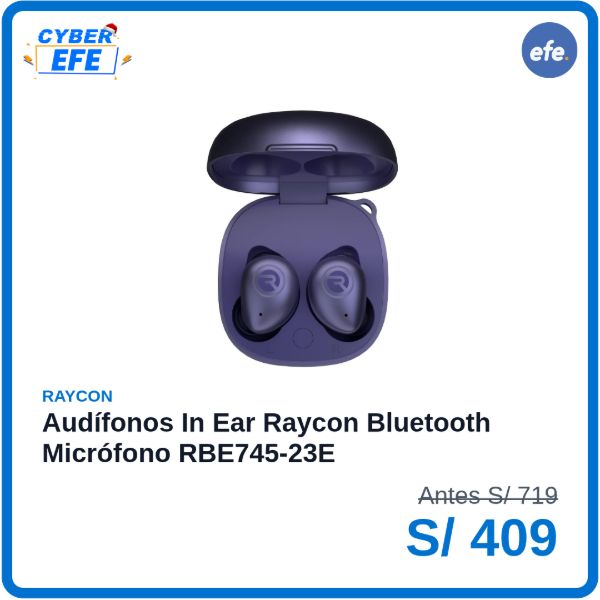 CYBER
EFE
efe.
RAYCON
Audífonos In Ear Raycon Bluetooth
Micrófono RBE745-23E
Antes S/ 719
S/ 409